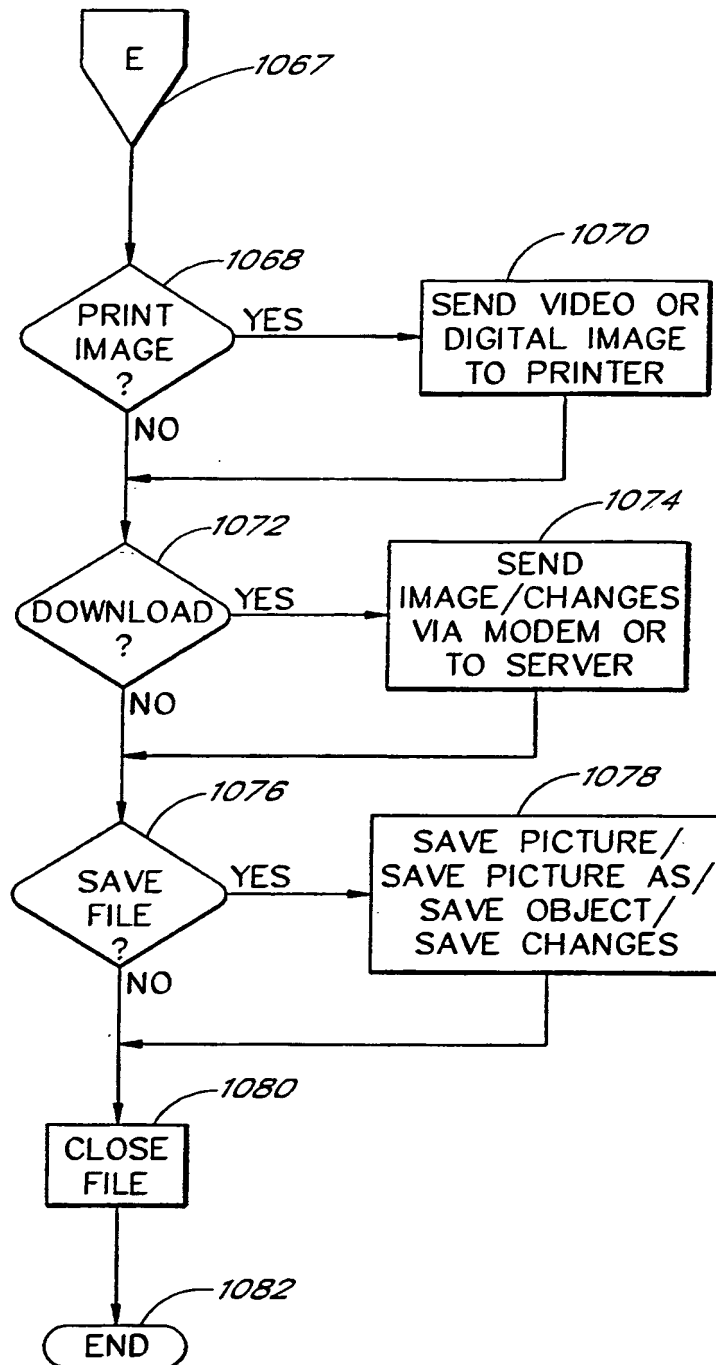 E
1067
1068
PRINT
IMAGE
?
YES
NO
1070
SEND VIDEO OR
DIGITAL IMAGE
TO PRINTER
1072
DOWNLOAD
?
YES
NO
1074
SEND
IMAGE/CHANGES
VIA MODEM OR
TO SERVER
1076
SAVE
FILE
?
YES
NO
1078
SAVE PICTURE/
SAVE PICTURE AS/
SAVE OBJECT/
SAVE CHANGES
1080
CLOSE
FILE
1082
END